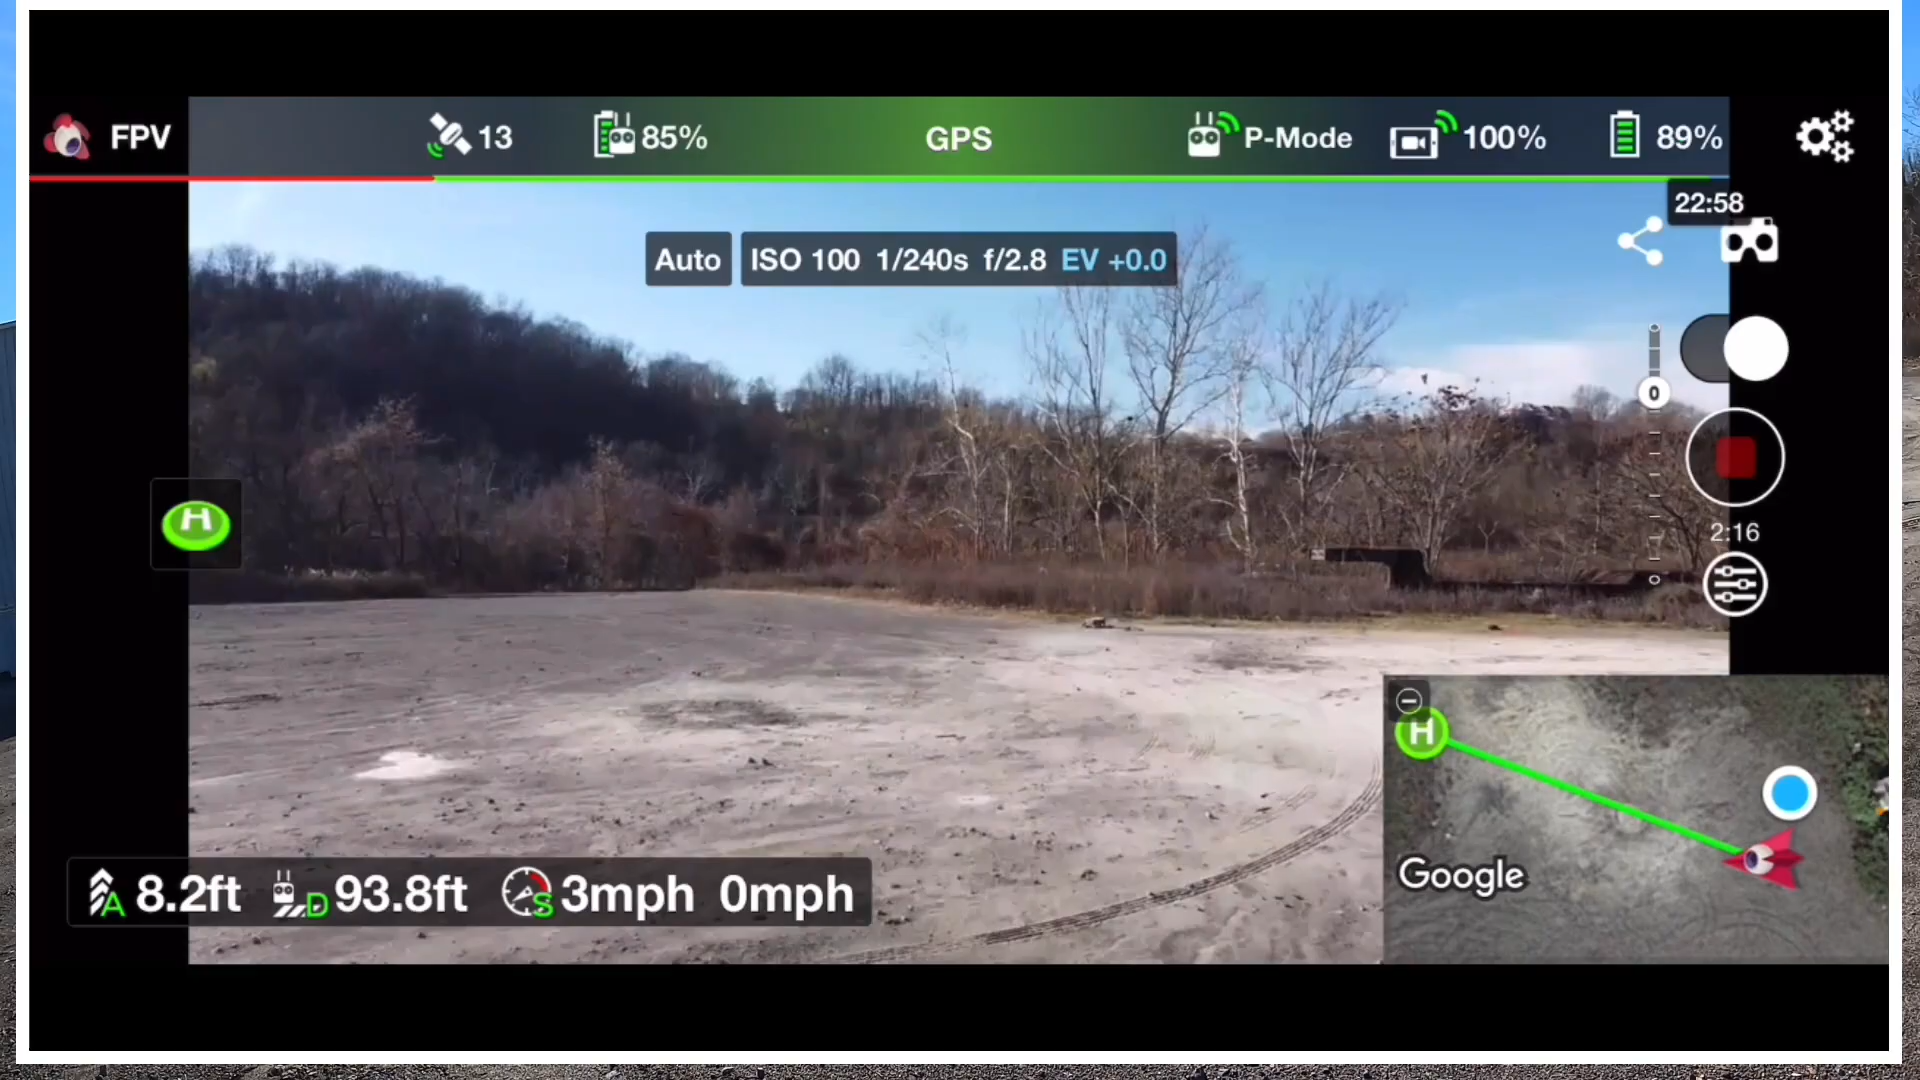 FPV 13 85% GPS P-Mode 100% 89%
22:58
Auto ISO 100 1/240s f/2.8 EV +0.0
0
H
2:16
H
Google
A 8.2ft D 93.8ft S 3mph 0mph